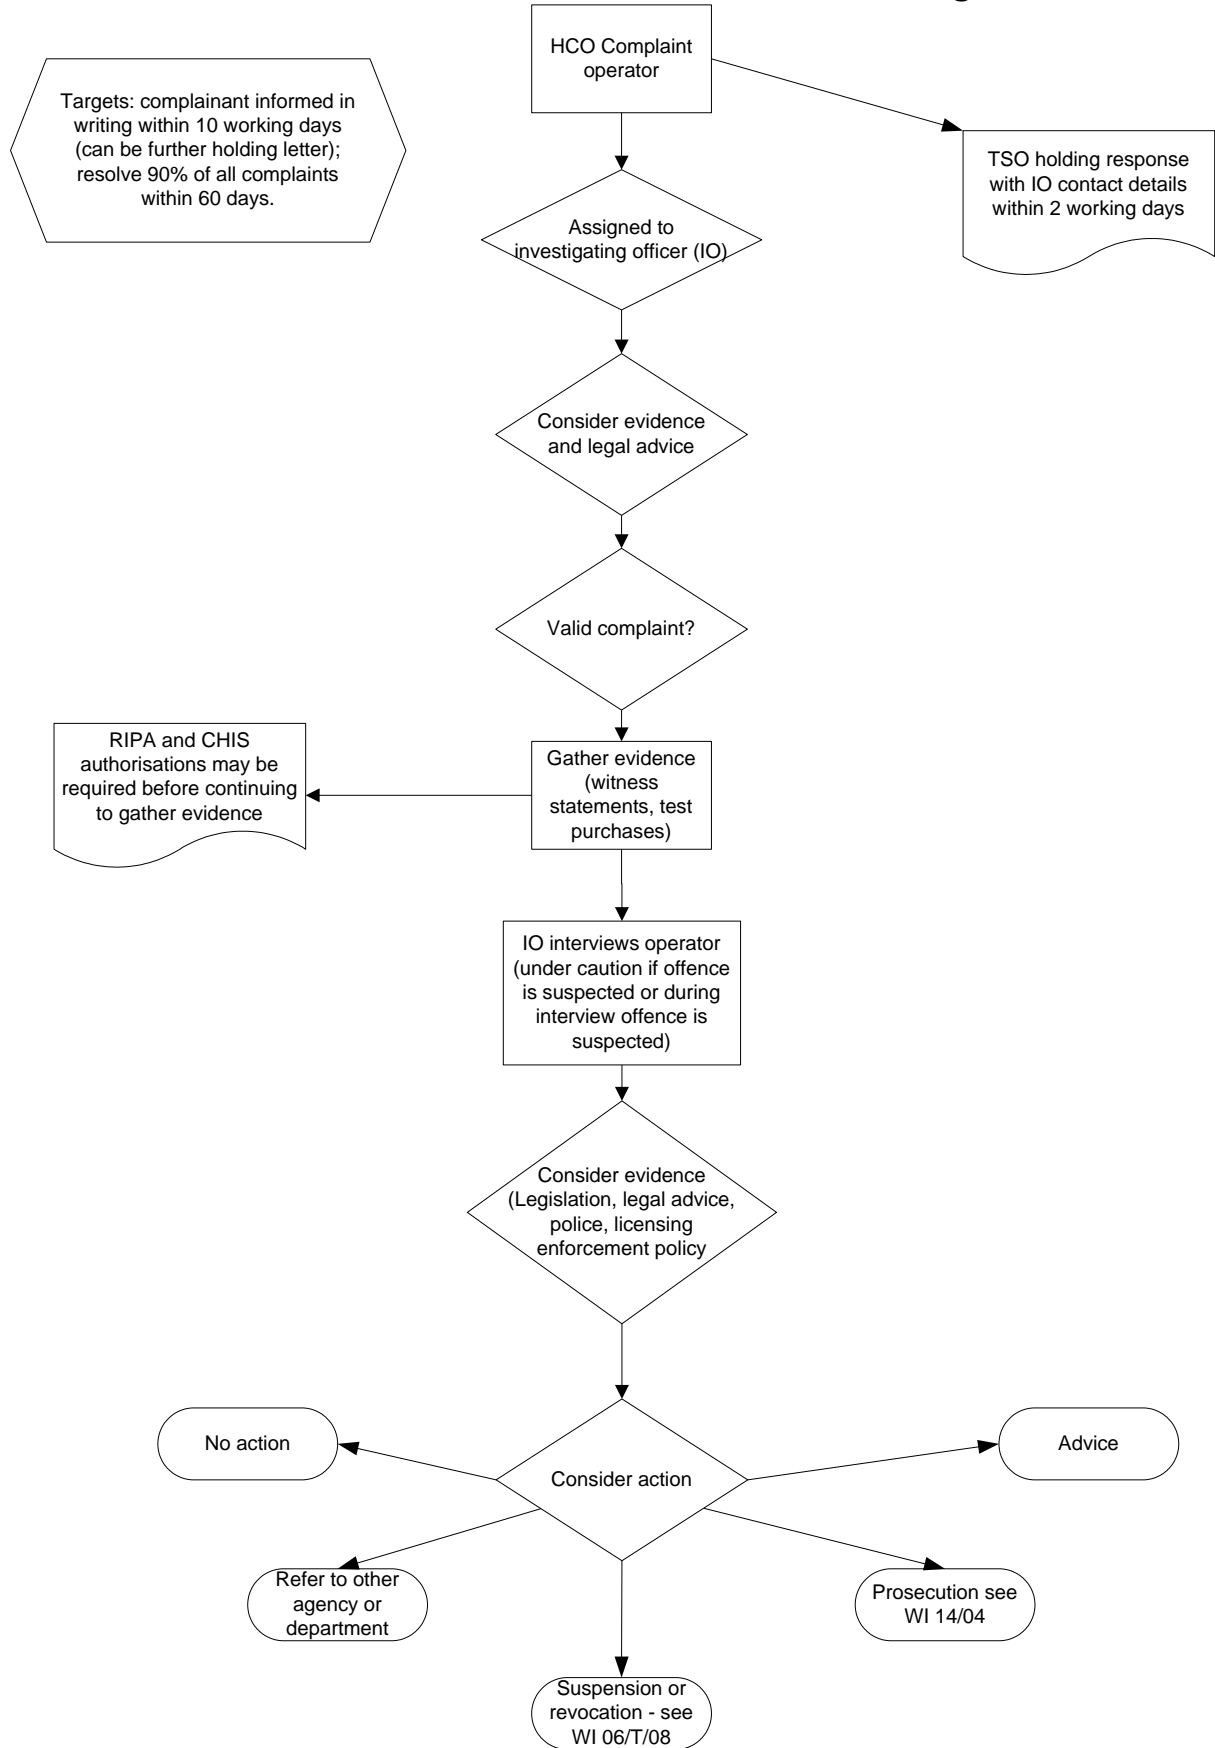 HCO Complaint
operator
Targets: complainant informed in
writing within 10 working days
(can be further holding letter);
resolve 90% of all complaints
within 60 days.
TSO holding response
with IO contact details
within 2 working days
Assigned to
investigating officer (IO)
Consider evidence
and legal advice
Valid complaint?
RIPA and CHIS
authorisations may be
required before continuing
to gather evidence
Gather evidence
(witness
statements, test
purchases)
IO interviews operator
(under caution if offence
is suspected or during
interview offence is
suspected)
Consider evidence
(Legislation, legal advice,
police, licensing
enforcement policy
No action
Consider action
Advice
Refer to other
agency or
department
Prosecution see
WI 14/04
Suspension or
revocation - see
WI 06/T/08